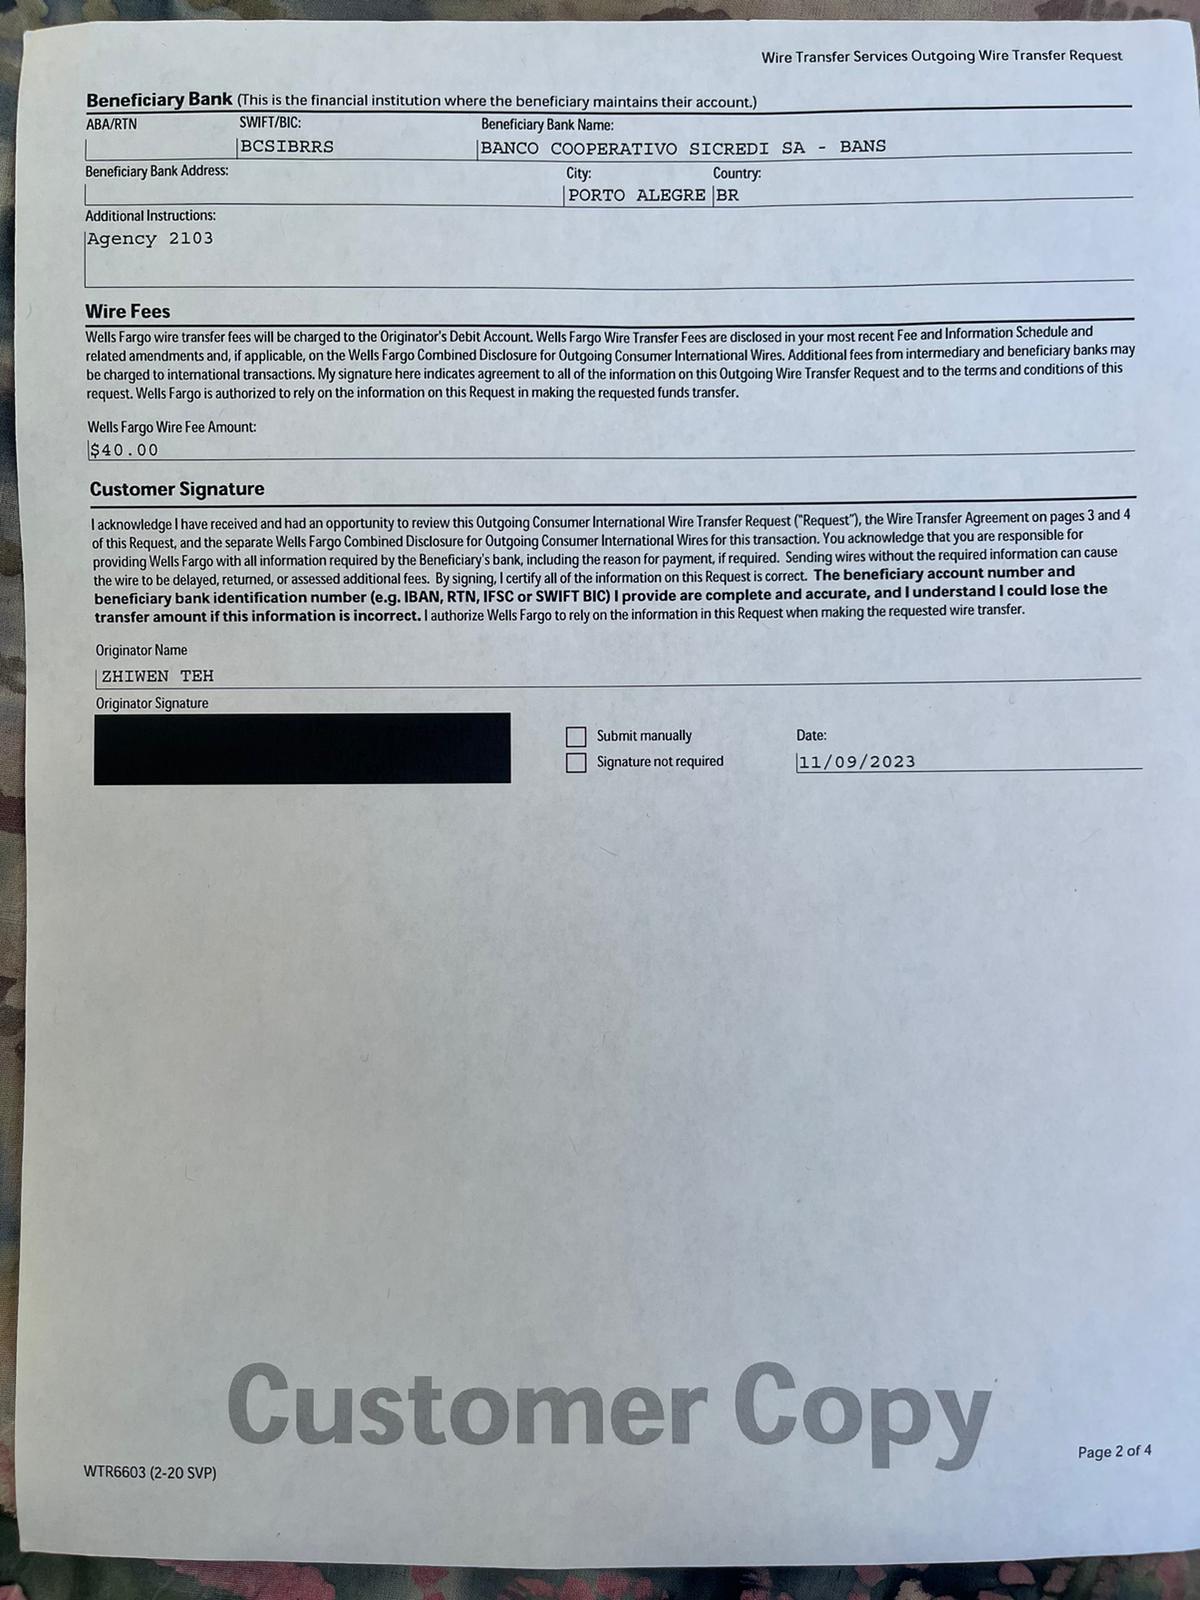 Wire Transfer Services Outgoing Wire Transfer Request
Beneficiary Bank (This is the financial institution where the beneficiary maintains their account.)
ABA/RTN SWIFT/BIC: Beneficiary Bank Name:
BCSIBRRS BANCO COOPERATIVO SICREDI SA - BANS
Beneficiary Bank Address: City: Country:
PORTO ALEGRE BR
Additional Instructions:
Agency 2103
Wire Fees
Wells Fargo wire transfer fees will be charged to the Originator's Debit Account. Wells Fargo Wire Transfer Fees are disclosed in your most recent Fee and Information Schedule and
related amendments and, if applicable, on the Wells Fargo Combined Disclosure for Outgoing Consumer International Wires. Additional fees from intermediary and beneficiary banks may
be charged to international transactions. My signature here indicates agreement to all of the information on this Outgoing Wire Transfer Request and to the terms and conditions of this
request. Wells Fargo is authorized to rely on the information on this Request in making the requested funds transfer.
Wells Fargo Wire Fee Amount:
$40.00
Customer Signature
I acknowledge I have received and had an opportunity to review this Outgoing Consumer International Wire Transfer Request ("Request"), the Wire Transfer Agreement on pages 3 and 4
of this Request, and the separate Wells Fargo Combined Disclosure for Outgoing Consumer International Wires for this transaction. You acknowledge that you are responsible for
providing Wells Fargo with all information required by the Beneficiary's bank, including the reason for payment, if required. Sending wires without the required information can cause
the wire to be delayed, returned, or assessed additional fees. By signing, I certify all of the information on this Request is correct. The beneficiary account number and
beneficiary bank identification number (e.g. IBAN, RTN, IFSC or SWIFT BIC) I provide are complete and accurate, and I understand I could lose the
transfer amount if this information is incorrect. I authorize Wells Fargo to rely on the information in this Request when making the requested wire transfer.
Originator Name
ZHIWEN TEH
Originator Signature
Submit manually Date:
Signature not required 11/09/2023
Customer Copy
Page 2 of 4
WTR6603 (2-20 SVP)